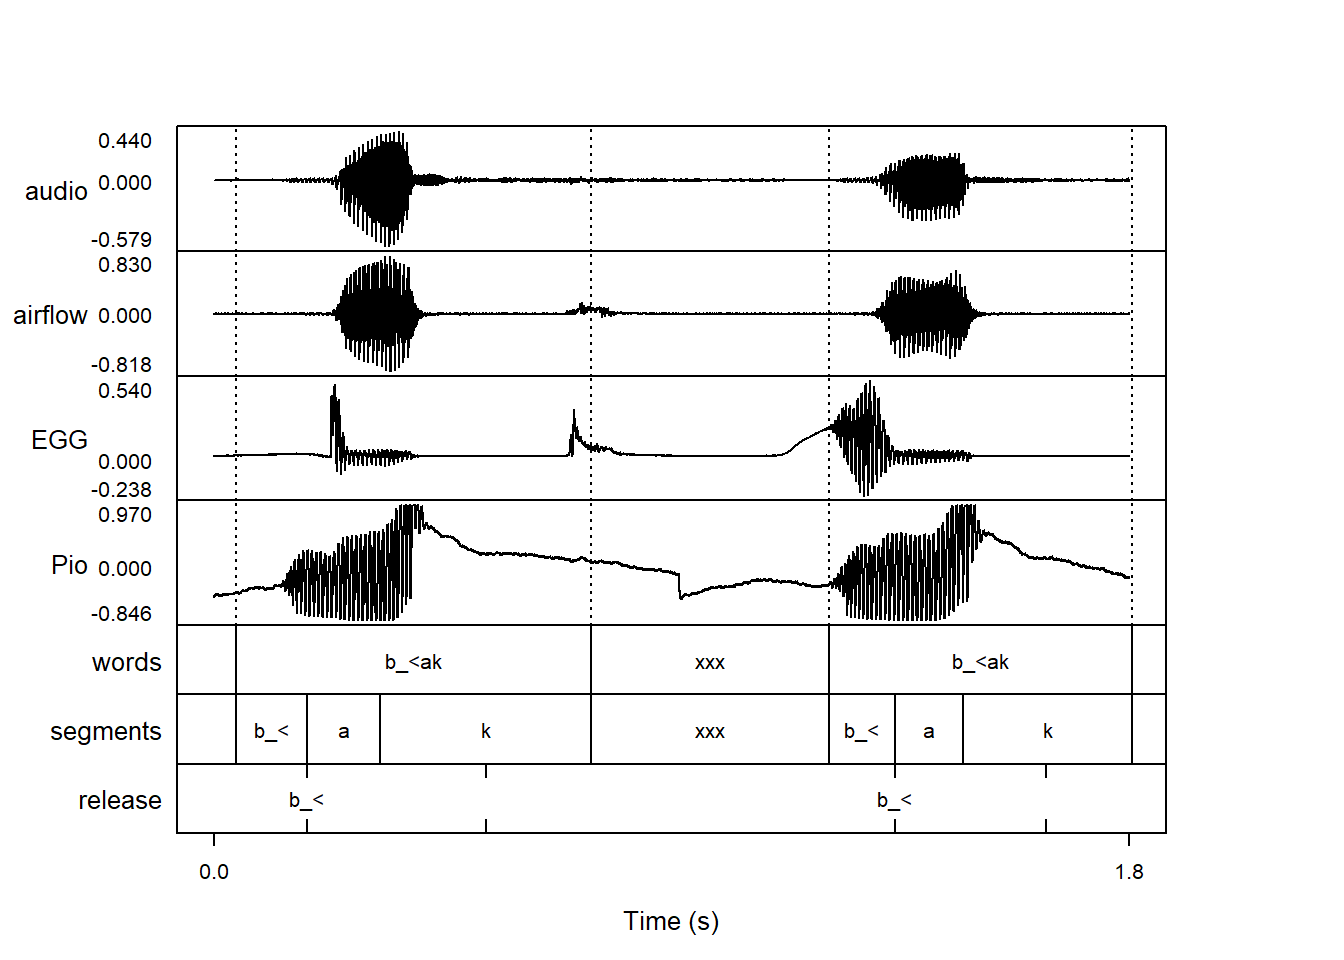 0.440
audio 0.000
-0.579
0.830
airflow 0.000
-0.818
0.540
EGG
0.000
-0.238
0.970
Pio 0.000
-0.846
words b_<ak xxx b_<ak
segments b_< a k xxx b_< a k
release b_< b_<
0.0 1.8
Time (s)